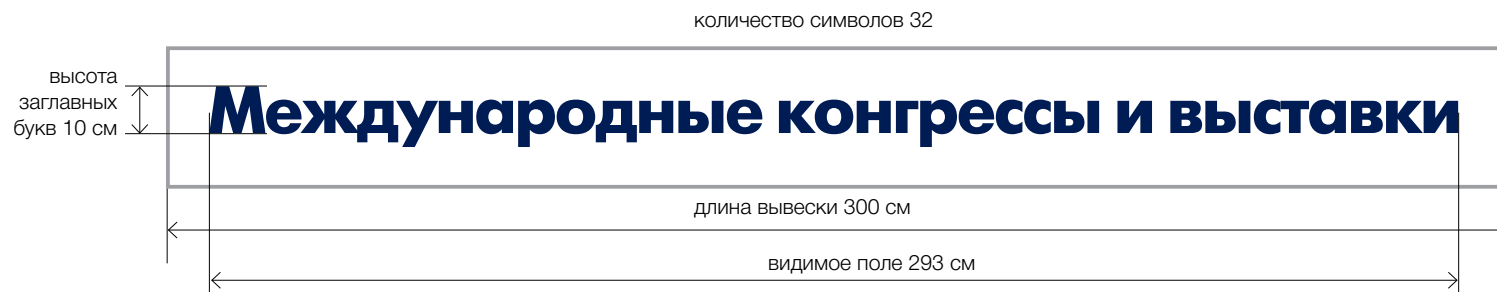 количество символов 32
высота
заглавных
букв 10 см
Международные конгрессы и выставки
длина вывески 300 см
видимое поле 293 см